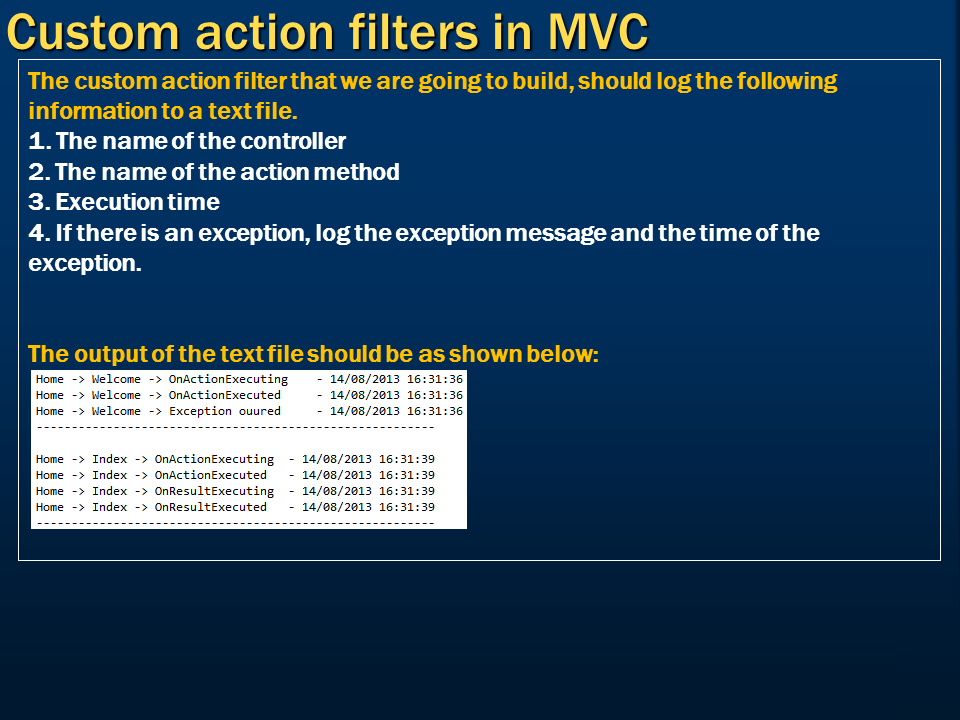 Custom action filters in MVC
The custom action filter that we are going to build, should log the following
information to a text file.
1. The name of the controller
2. The name of the action method
3. Execution time
4. If there is an exception, log the exception message and the time of the
exception.
The output of the text file should be as shown below:
Home -> Welcome -> OnActionExecuting    - 14/08/2013 16:31:36
Home -> Welcome -> OnActionExecuted     - 14/08/2013 16:31:36
Home -> Welcome -> Exception ouured     - 14/08/2013 16:31:36
---------------------------------------------------------
Home -> Index -> OnActionExecuting  - 14/08/2013 16:31:39
Home -> Index -> OnActionExecuted   - 14/08/2013 16:31:39
Home -> Index -> OnResultExecuting  - 14/08/2013 16:31:39
Home -> Index -> OnResultExecuted   - 14/08/2013 16:31:39
---------------------------------------------------------